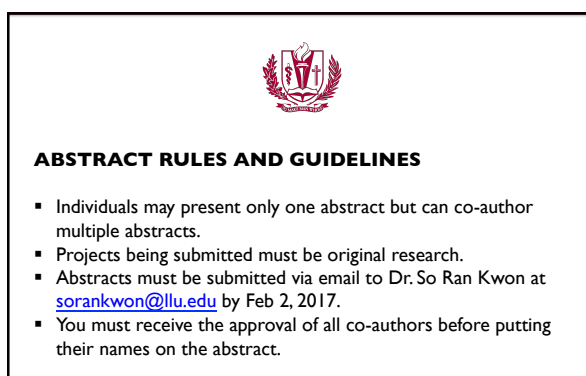 ABSTRACT RULES AND GUIDELINES
▪ Individuals may present only one abstract but can co-author
multiple abstracts.
▪ Projects being submitted must be original research.
▪ Abstracts must be submitted via email to Dr. So Ran Kwon at
sorankwon@llu.edu by Feb 2, 2017.
▪ You must receive the approval of all co-authors before putting
their names on the abstract.